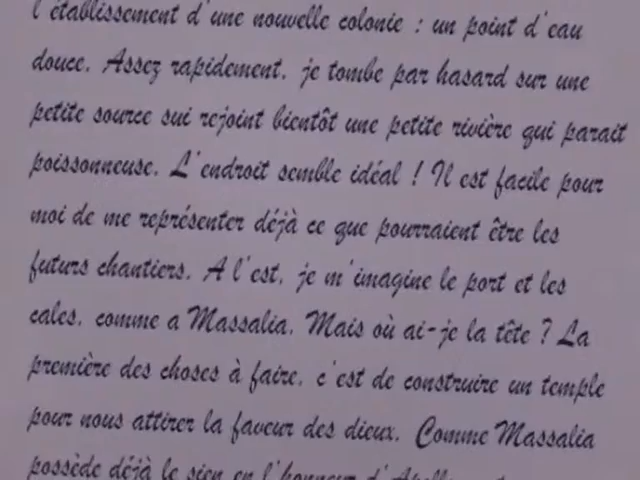 l'établissement d'une nouvelle colonie : un point d'eau
douce. Assez rapidement, je tombe par hasard sur une
petite source sui rejoint bientôt une petite rivière qui parait
poissonneuse. L'endroit semble idéal ! Il est facile pour
moi de me représenter déjà ce que pourraient être les
futurs chantiers. A l'est, je m'imagine le port et les
cales, comme a Massalia. Mais où ai-je la tête ? La
première des choses à faire, c'est de construire un temple
pour nous attirer la faveur des dieux. Comme Massalia
possède déjà le sien en l'honneur